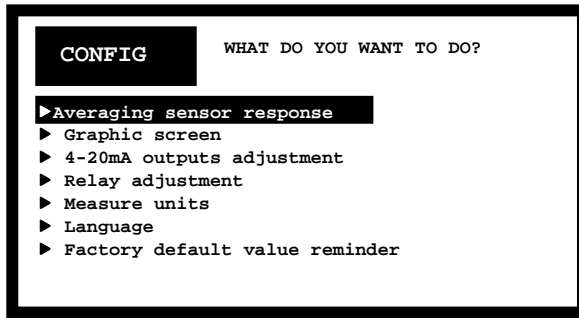 CONFIG WHAT DO YOU WANT TO DO?
Averaging sensor response
Graphic screen
4-20mA outputs adjustment
Relay adjustment
Measure units
Language
Factory default value reminder